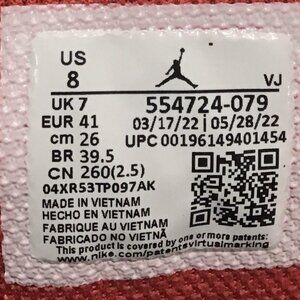 US
8
VJ
UK 7
554724-079
EUR 41
03/17/22 | 05/28/22
cm 26
UPC 00196149401454
BR 39.5
CN 260(2.5)
04XR53TP097AK
MADE IN VIETNAM
HECHO EN VIETNAM
FABRIQUE AU VIETNAM
FABRICADO NO VIETNÃ
This product is covered by one or more patents:
www.nike.com/patentsvirtualmarking